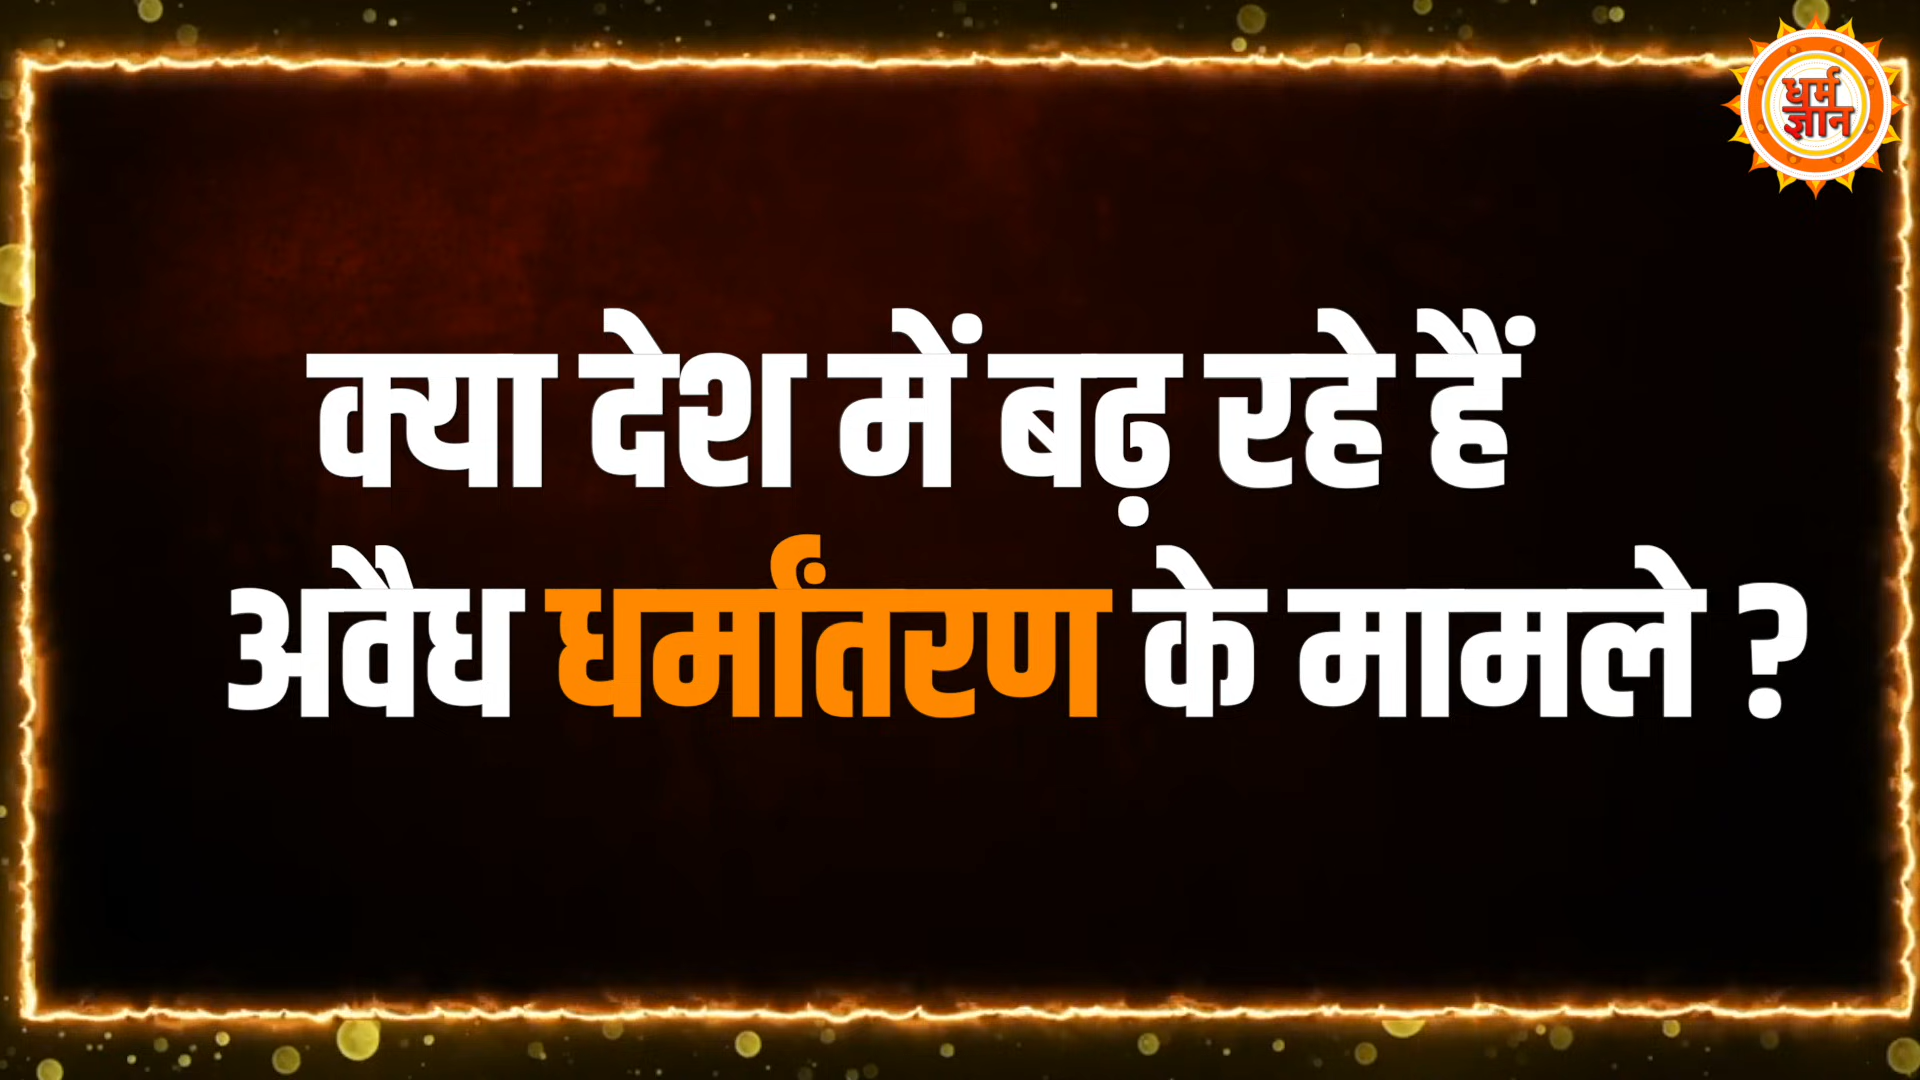 धर्म
ज्ञान
क्या देश में बढ़ रहे हैं
अवैध धर्मांतरण के मामले ?